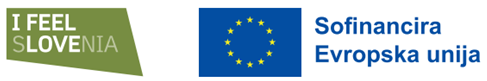 I FEEL
SLOVENIA
Sofinancira
Evropska unija